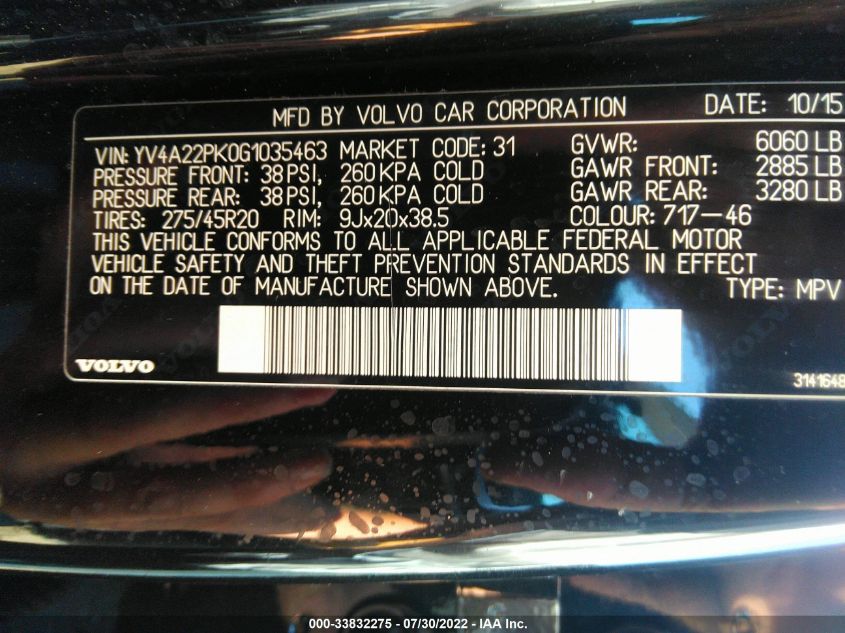 MFD BY VOLVO CAR CORPORATION DATE: 10/15
VIN: YV4A22PK0G1035463 MARKET CODE: 31 GVWR: 6060 LB
PRESSURE FRONT: 38 PSI, 260 KPA COLD GAWR FRONT: 2885 LB
PRESSURE REAR: 38 PSI, 260 KPA COLD GAWR REAR: 3280 LB
TIRES: 275/45R20 RIM: 9Jx20x38.5 COLOUR: 717-46
THIS VEHICLE CONFORMS TO ALL APPLICABLE FEDERAL MOTOR
VEHICLE SAFETY AND THEFT PREVENTION STANDARDS IN EFFECT
ON THE DATE OF MANUFACTURE SHOWN ABOVE. TYPE: MPV
VOLVO
3141648
000-33832275 - 07/30/2022 - IAA Inc.